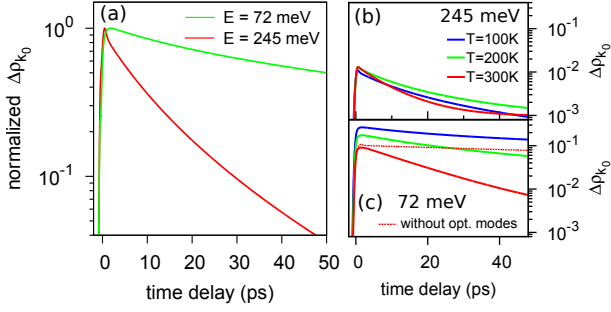 (a)
E = 72 meV
E = 245 meV
normalized Δρk0
10^0
10^-1
0 10 20 30 40 50
time delay (ps)
(b) 245 meV
T=100K
T=200K
T=300K
10^-1
10^-2
10^-3
Δρk0
(c) 72 meV
without opt. modes
10^-1
10^-2
10^-3
Δρk0
0 20 40
time delay (ps)